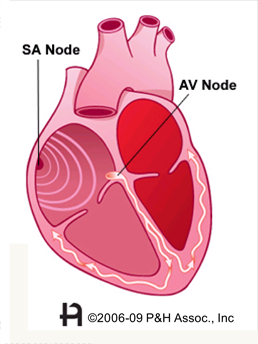 SA Node
AV Node
©2006-09 P&H Assoc., Inc